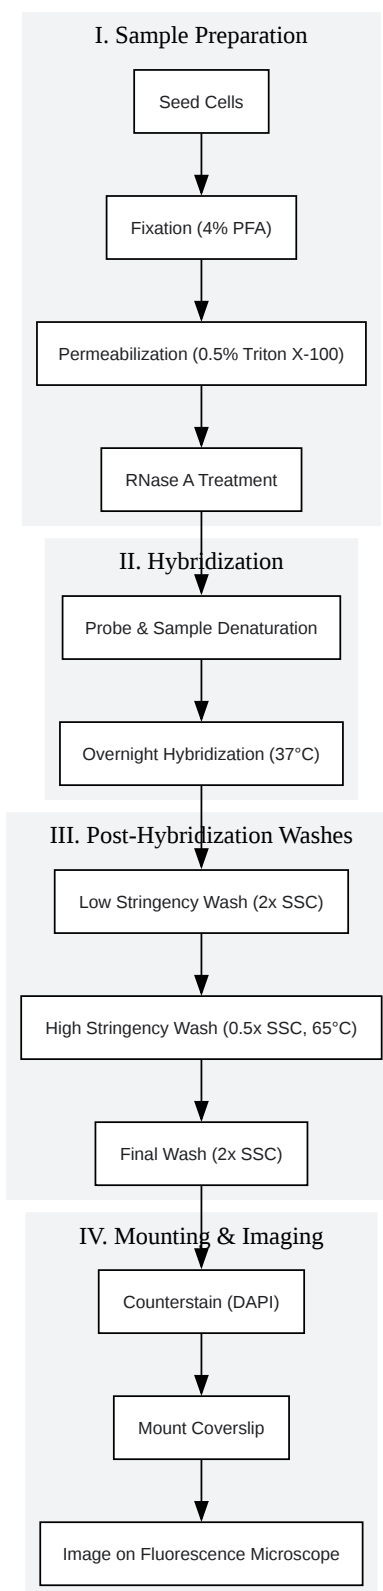 I. Sample Preparation
Seed Cells
Fixation (4% PFA)
Permeabilization (0.5% Triton X-100)
RNase A Treatment
II. Hybridization
Probe & Sample Denaturation
Overnight Hybridization (37°C)
III. Post-Hybridization Washes
Low Stringency Wash (2x SSC)
High Stringency Wash (0.5x SSC, 65°C)
Final Wash (2x SSC)
IV. Mounting & Imaging
Counterstain (DAPI)
Mount Coverslip
Image on Fluorescence Microscope